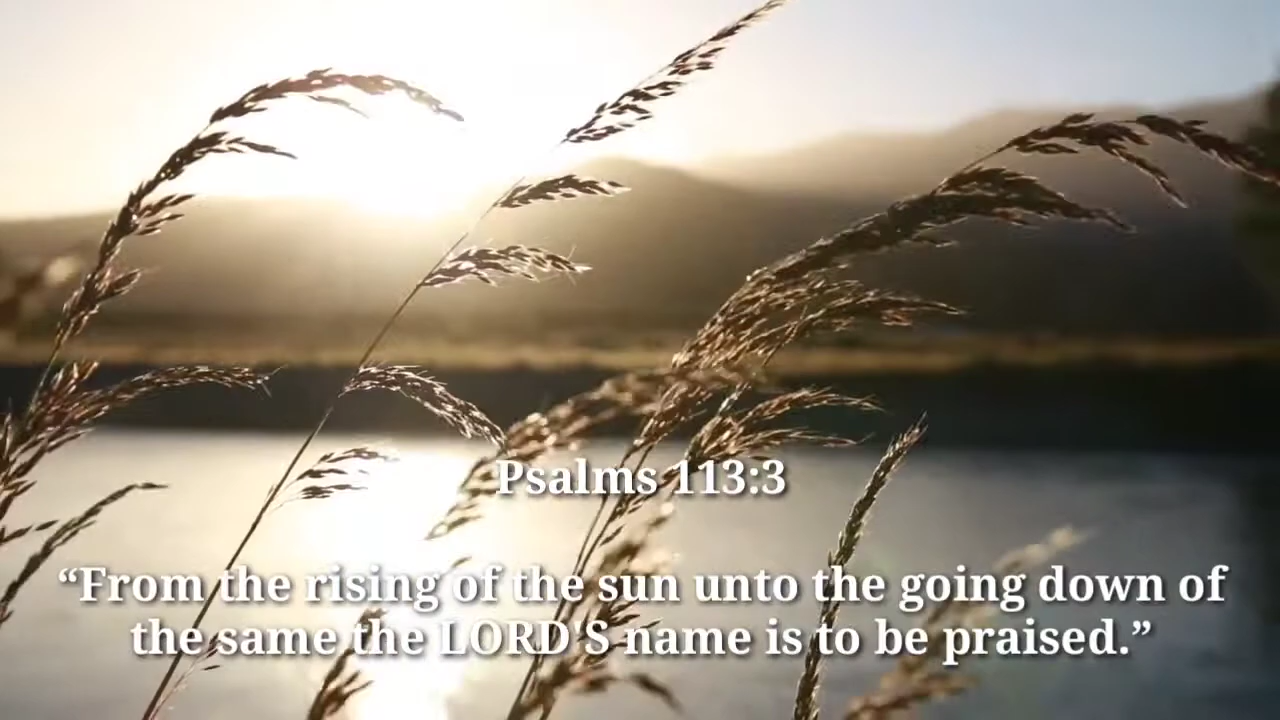 Psalms 113:3
“From the rising of the sun unto the going down of
the same the LORD'S name is to be praised.”